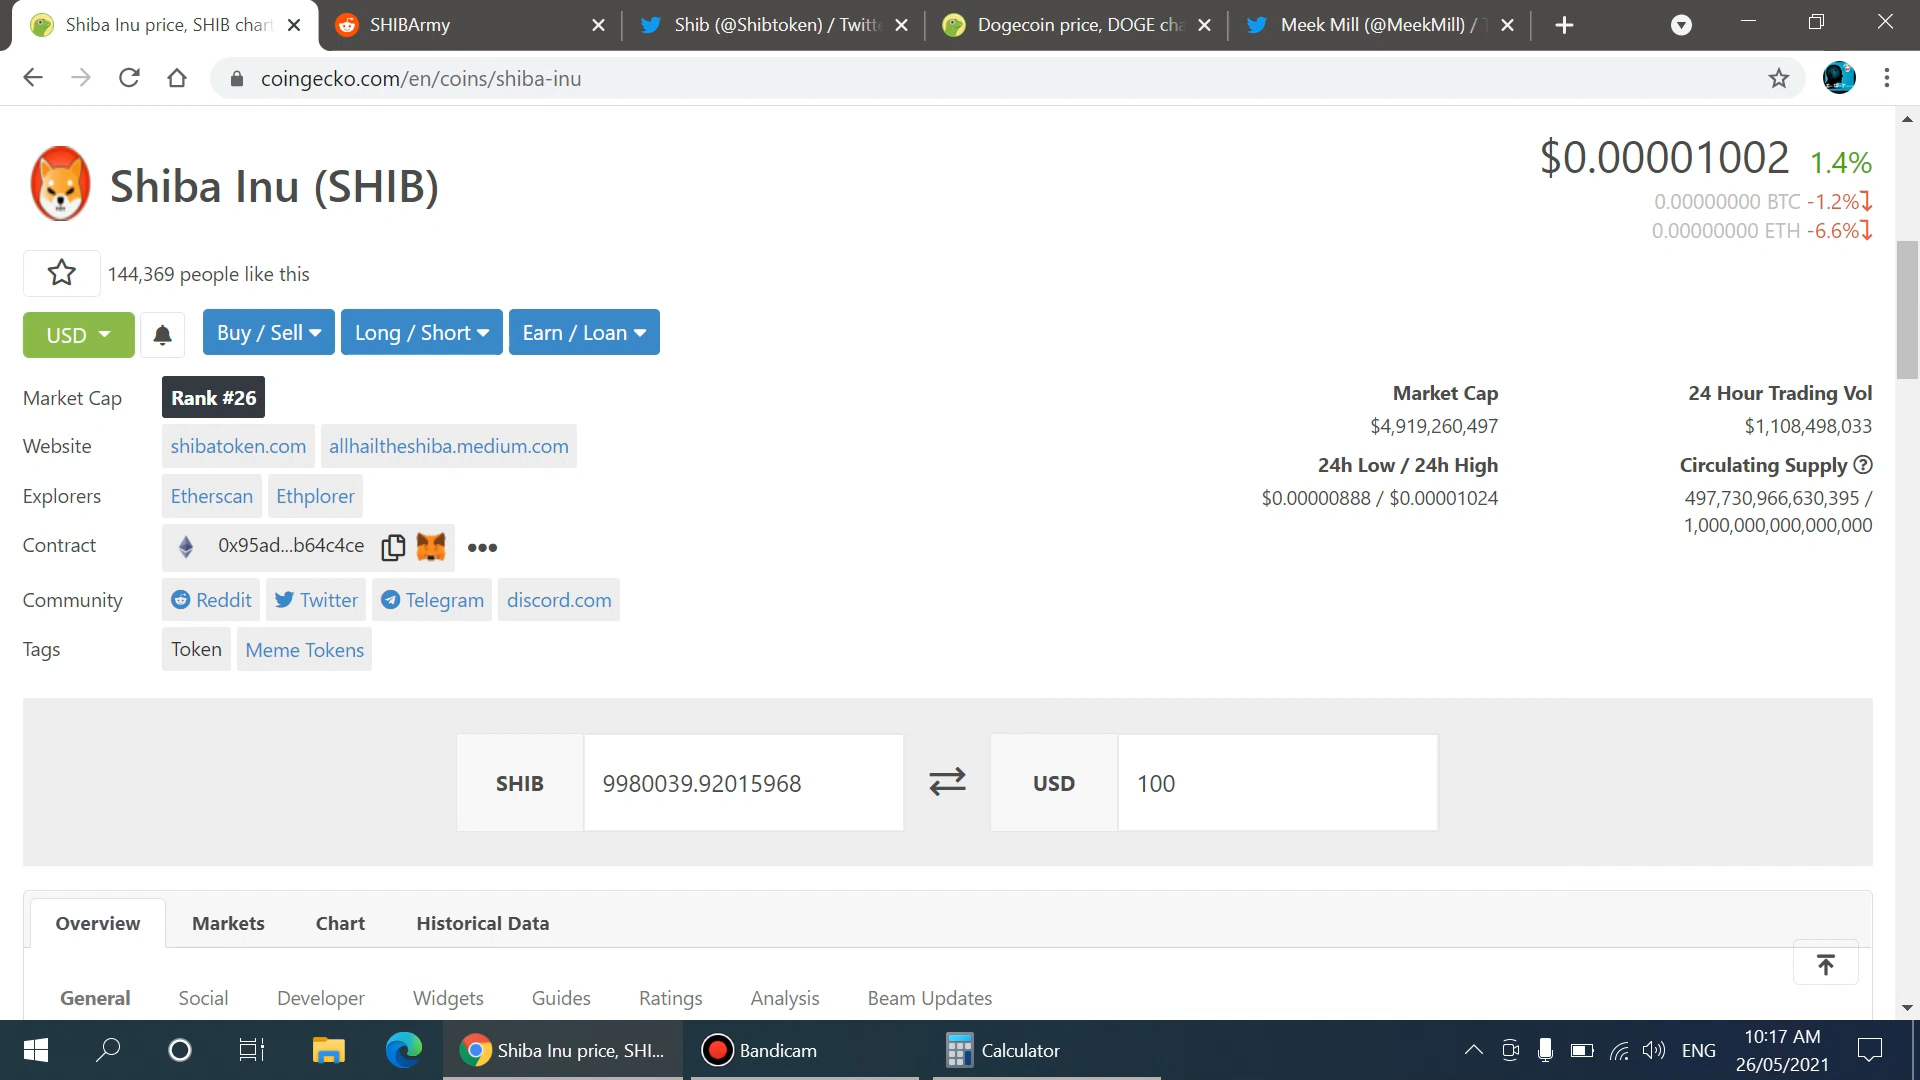 Shiba Inu price, SHIB chart
SHIBArmy
Shib (@Shibtoken) / Twitte
Dogecoin price, DOGE cha
Meek Mill (@MeekMill) / T
coingecko.com/en/coins/shiba-inu
Shiba Inu (SHIB)
$0.00001002 1.4%
0.00000000 BTC -1.2%
0.00000000 ETH -6.6%
144,369 people like this
USD
Buy / Sell
Long / Short
Earn / Loan
Market Cap Rank #26
Website shibatoken.com allhailtheshiba.medium.com
Explorers Etherscan Ethplorer
Contract 0x95ad...b64c4ce
Community Reddit Twitter Telegram discord.com
Tags Token Meme Tokens
Market Cap
$4,919,260,497
24 Hour Trading Vol
$1,108,498,033
24h Low / 24h High
$0.00000888 / $0.00001024
Circulating Supply ?
497,730,966,630,395 /
1,000,000,000,000,000
SHIB 9980039.92015968
USD 100
Overview Markets Chart Historical Data
General Social Developer Widgets Guides Ratings Analysis Beam Updates
Shiba Inu price, SHI...
Bandicam
Calculator
ENG
10:17 AM
26/05/2021